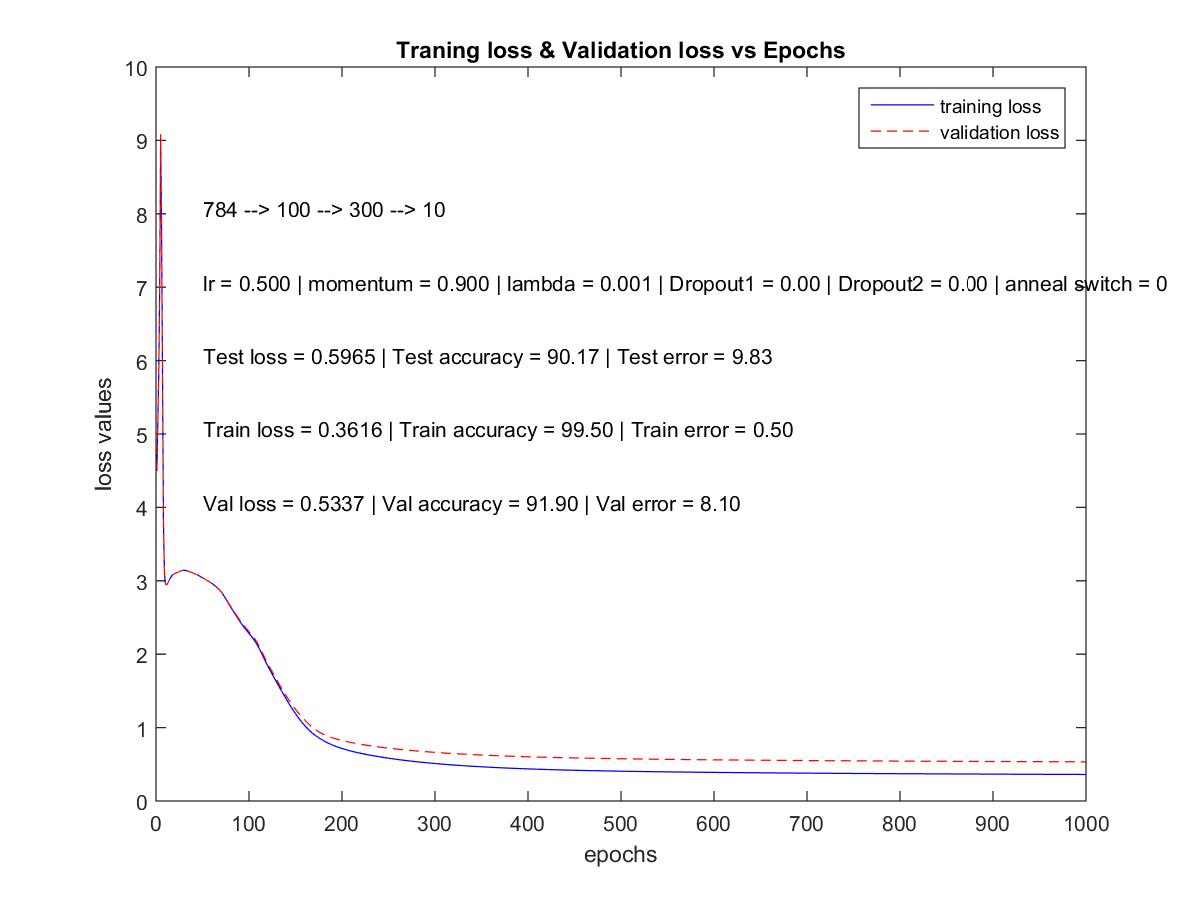 Traning loss & Validation loss vs Epochs
training loss
validation loss
784 --> 100 --> 300 --> 10
lr = 0.500 | momentum = 0.900 | lambda = 0.001 | Dropout1 = 0.00 | Dropout2 = 0.00 | anneal switch = 0
Test loss = 0.5965 | Test accuracy = 90.17 | Test error = 9.83
Train loss = 0.3616 | Train accuracy = 99.50 | Train error = 0.50
Val loss = 0.5337 | Val accuracy = 91.90 | Val error = 8.10
loss values
10
9
8
7
6
5
4
3
2
1
0
0 100 200 300 400 500 600 700 800 900 1000
epochs